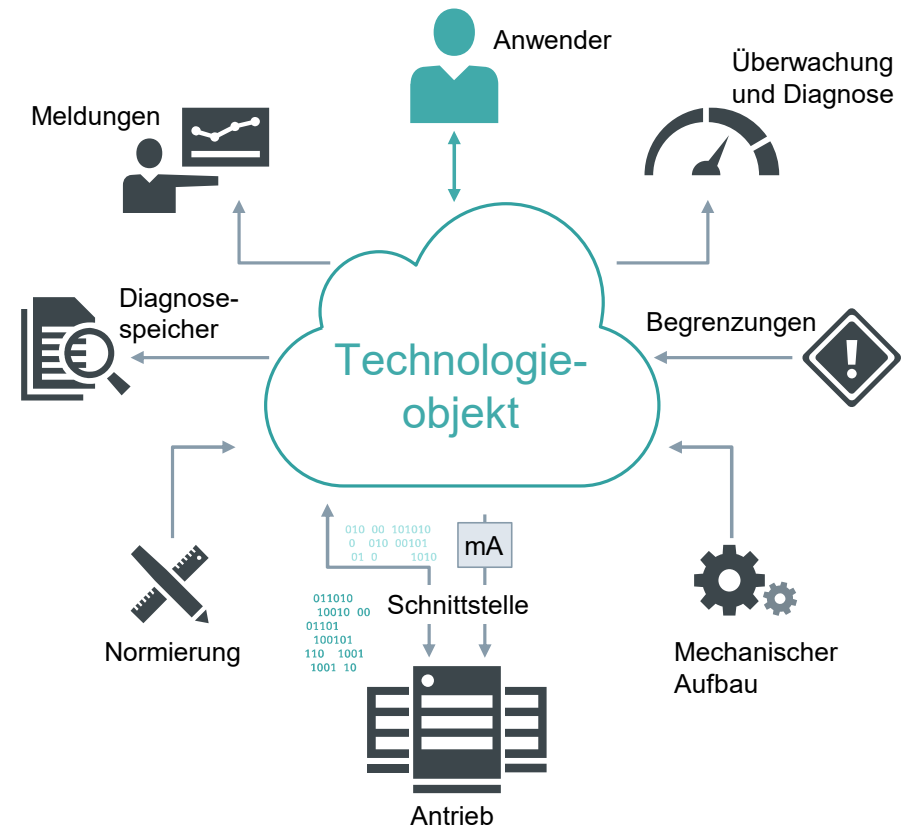 Anwender
Überwachung
und Diagnose
Meldungen
Diagnose-
speicher
Begrenzungen
Technologie-
objekt
010 00 101010
0 010 00101
01 0 1010
mA
011010
10010 00
01101
100101
110 1001
1001 10
Schnittstelle
Normierung
Mechanischer
Aufbau
Antrieb